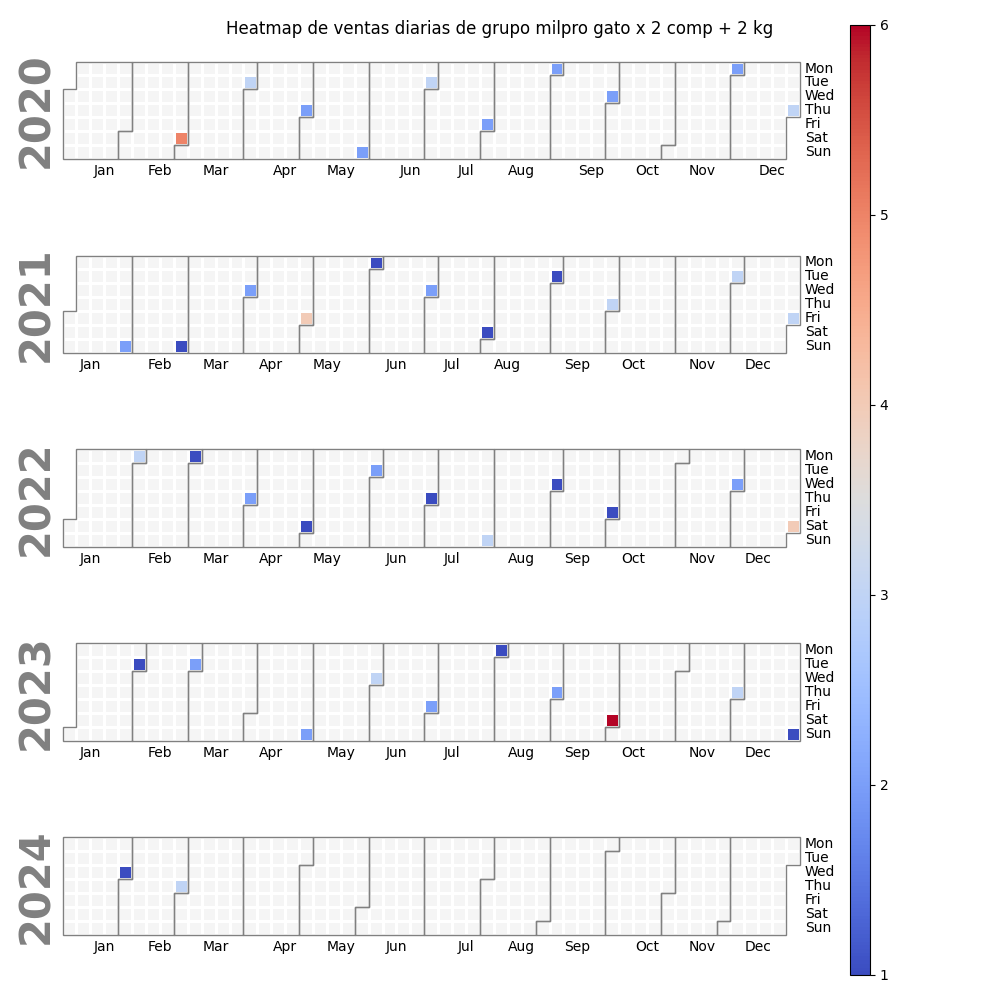 Heatmap de ventas diarias de grupo milpro gato x 2 comp + 2 kg
2020
Mon
Tue
Wed
Thu
Fri
Sat
Sun
Jan Feb Mar Apr May Jun Jul Aug Sep Oct Nov Dec
2021
Mon
Tue
Wed
Thu
Fri
Sat
Sun
Jan Feb Mar Apr May Jun Jul Aug Sep Oct Nov Dec
2022
Mon
Tue
Wed
Thu
Fri
Sat
Sun
Jan Feb Mar Apr May Jun Jul Aug Sep Oct Nov Dec
2023
Mon
Tue
Wed
Thu
Fri
Sat
Sun
Jan Feb Mar Apr May Jun Jul Aug Sep Oct Nov Dec
2024
Mon
Tue
Wed
Thu
Fri
Sat
Sun
Jan Feb Mar Apr May Jun Jul Aug Sep Oct Nov Dec
6
5
4
3
2
1